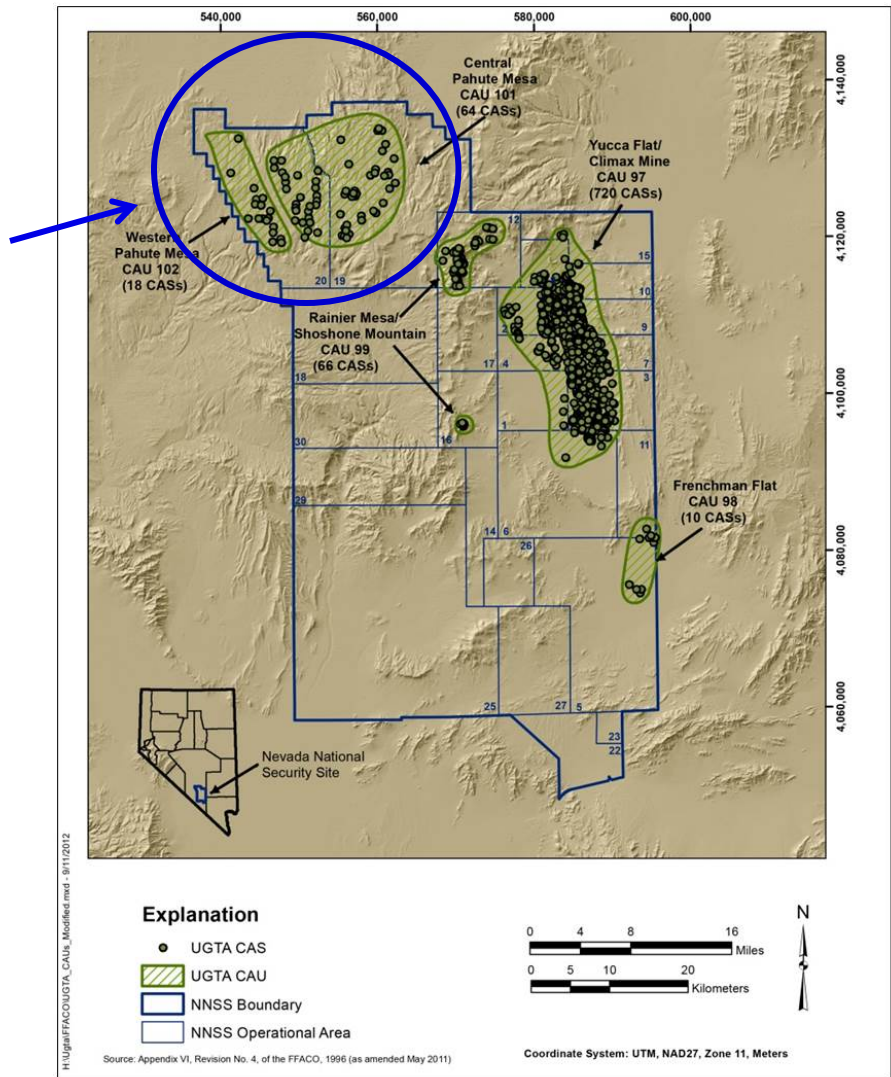 540,000
560,000
580,000
600,000
4,140,000
4,120,000
4,100,000
4,080,000
4,060,000
Central
Pahute Mesa
CAU 101
(64 CASs)
Yucca Flat/
Climax Mine
CAU 97
(720 CASs)
Western
Pahute Mesa
CAU 102
(18 CASs)
Rainier Mesa/
Shoshone Mountain
CAU 99
(66 CASs)
Frenchman Flat
CAU 98
(10 CASs)
12
15
20
19
10
2
9
17
4
7
3
18
1
11
30
16
29
14
6
26
25
27
5
23
22
Nevada National
Security Site
H:\Ugta\FFACO\UGTA_CAUs_Modified.mxd - 9/11/2012
Explanation
UGTA CAS
UGTA CAU
NNSS Boundary
NNSS Operational Area
0 4 8 16
Miles
0 5 10 20
Kilometers
N
Source: Appendix VI, Revision No. 4, of the FFACO, 1996 (as amended May 2011)
Coordinate System: UTM, NAD27, Zone 11, Meters